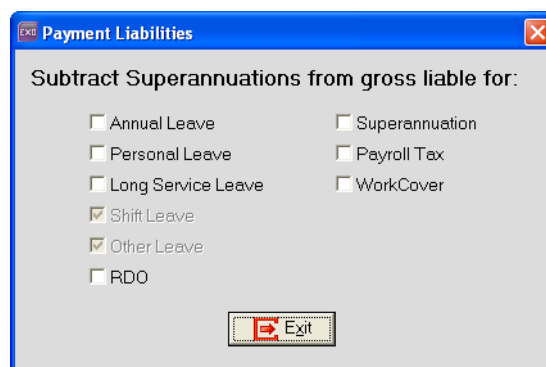 EXO Payment Liabilities
Subtract Superannuations from gross liable for:
Annual Leave
Personal Leave
Long Service Leave
Shift Leave
Other Leave
RDO
Superannuation
Payroll Tax
WorkCover
Exit